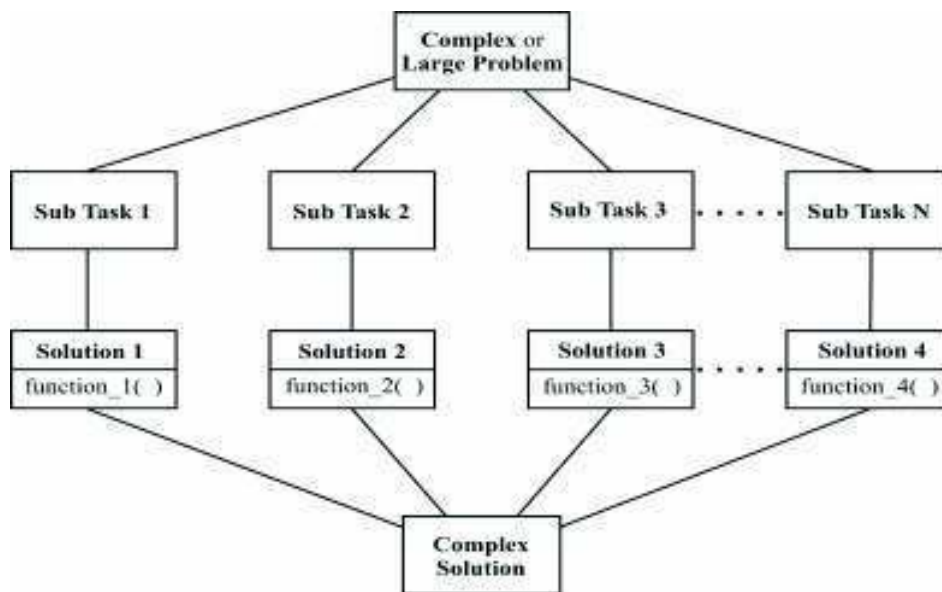 Complex or
Large Problem
Sub Task 1
Sub Task 2
Sub Task 3
Sub Task N
Solution 1
function_1( )
Solution 2
function_2( )
Solution 3
function_3( )
Solution 4
function_4( )
Complex
Solution